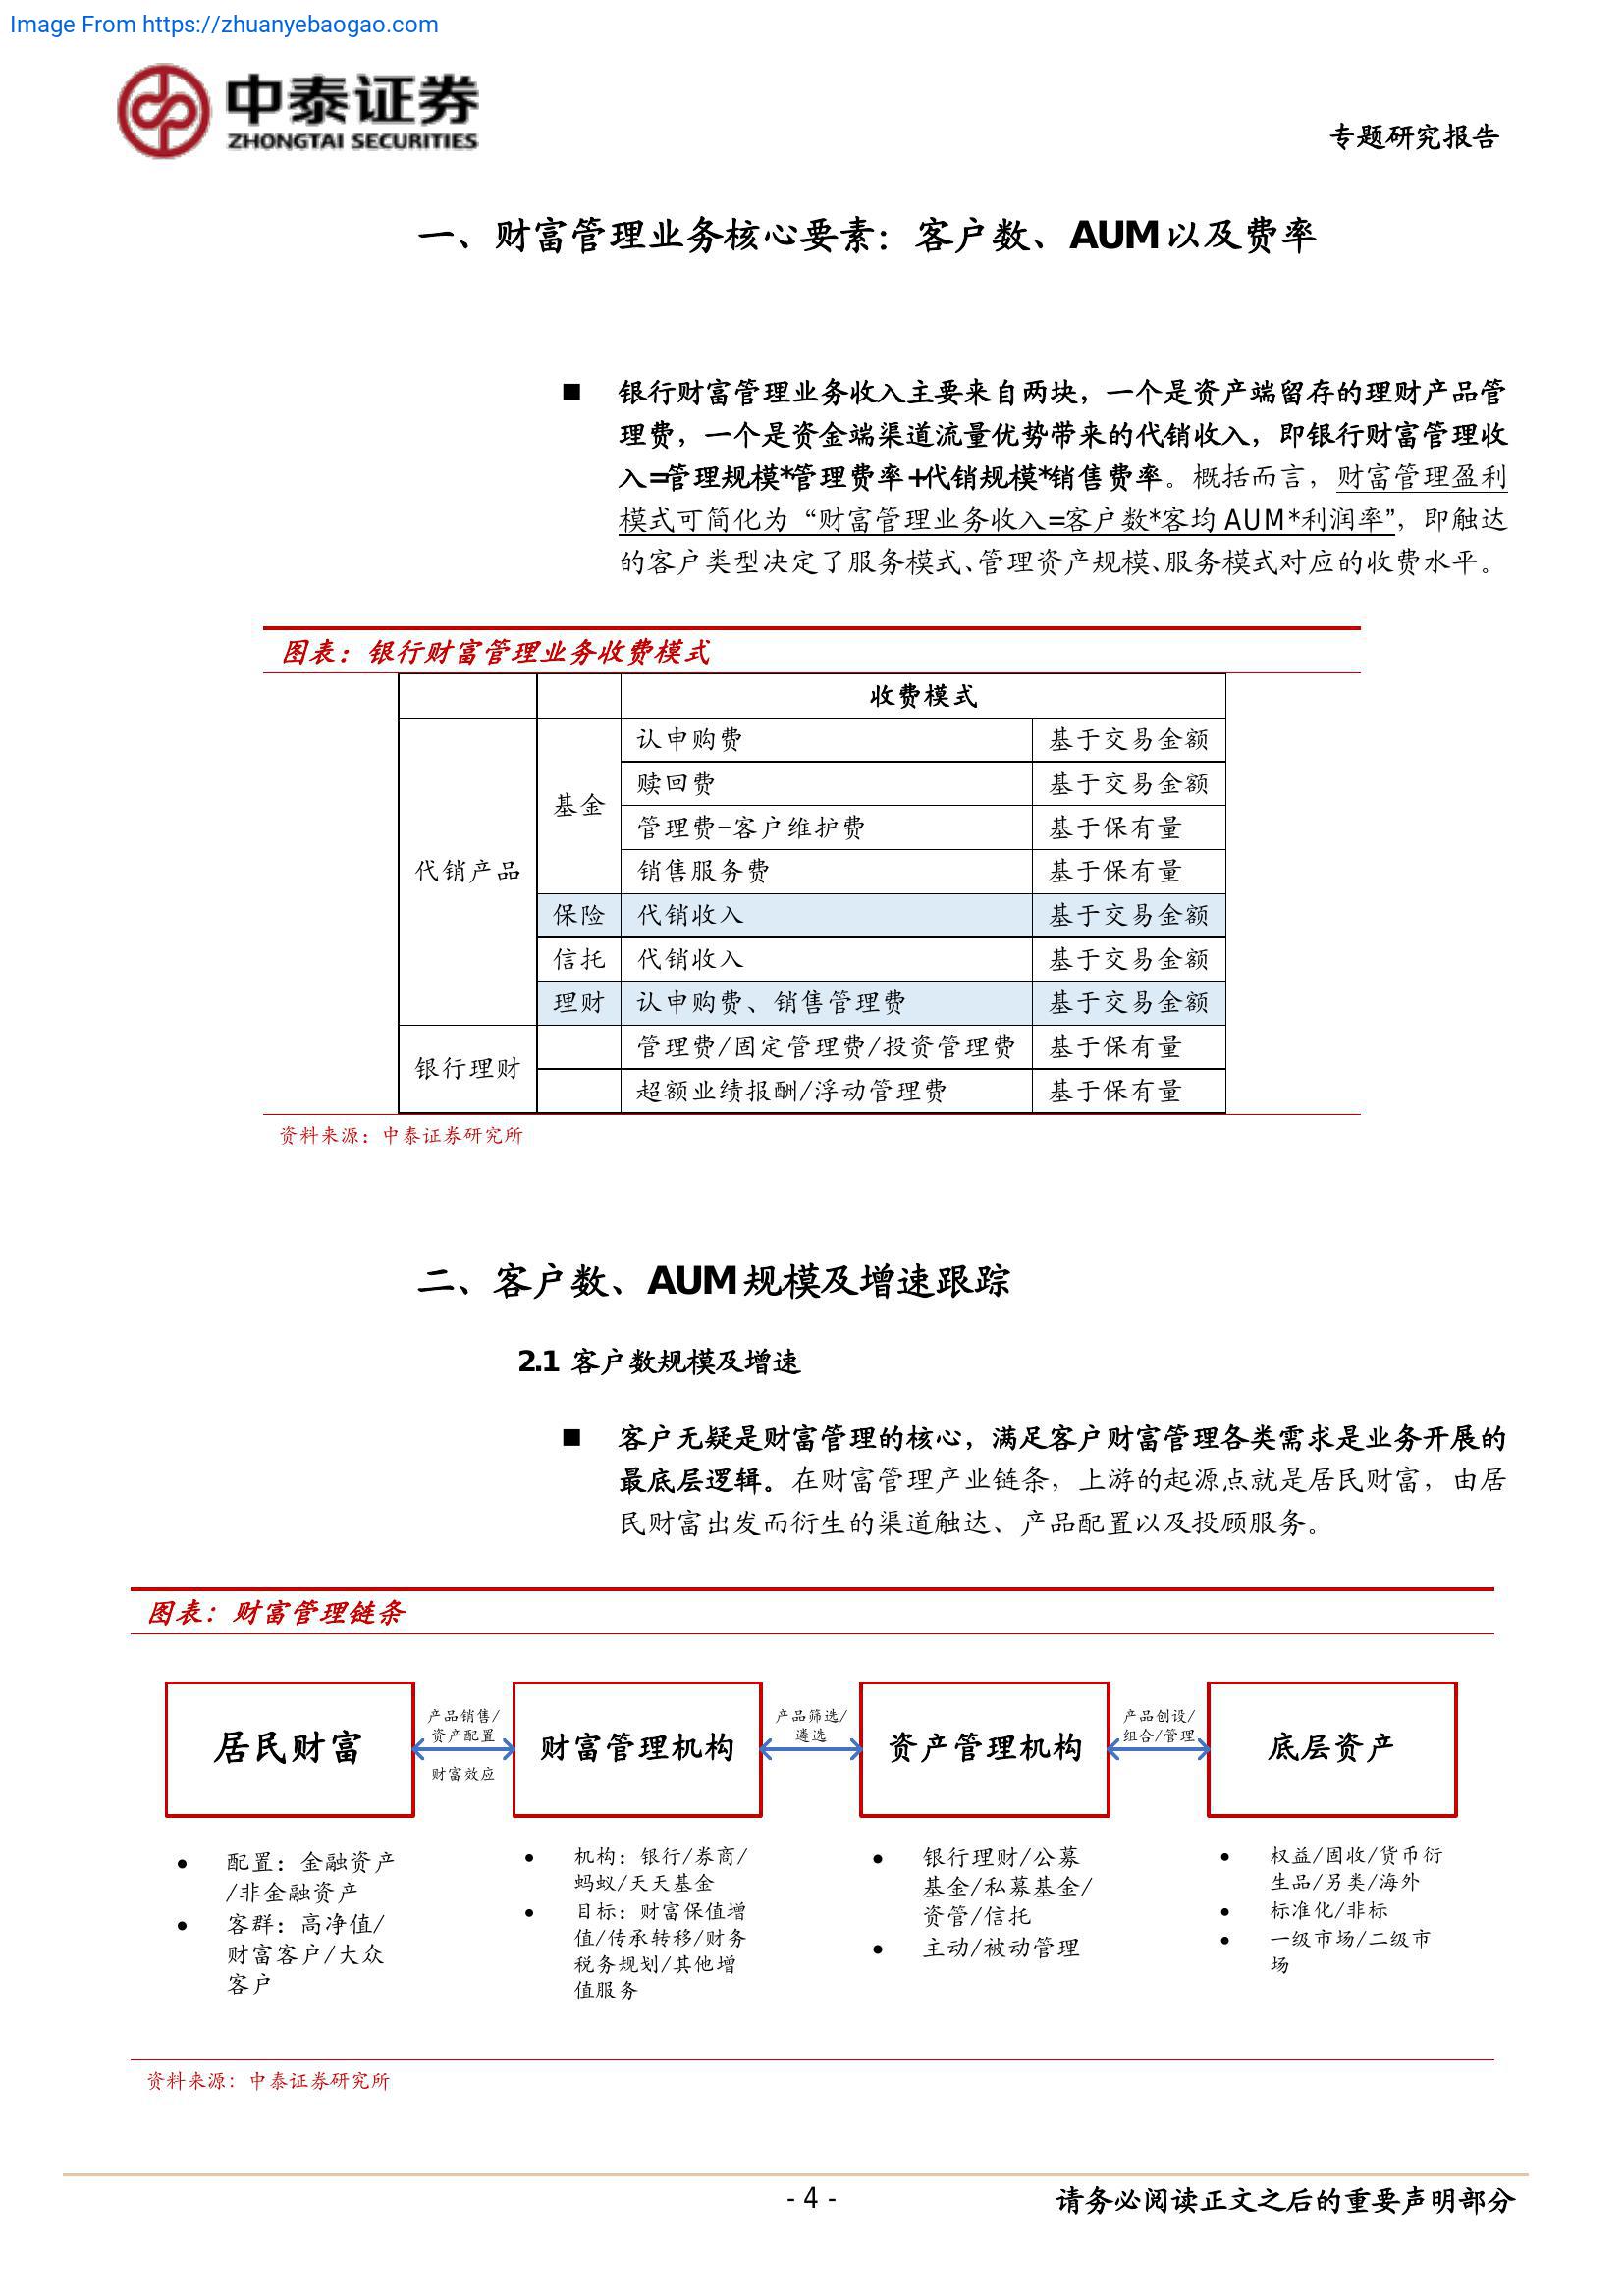 Image From https://zhuanyebaogao.com
中泰证券
ZHONGTAI SECURITIES
专题研究报告
一、财富管理业务核心要素：客户数、AUM以及费率
■ 银行财富管理业务收入主要来自两块，一个是资产端留存的理财产品管
理费，一个是资金端渠道流量优势带来的代销收入，即银行财富管理收
入=管理规模*管理费率+代销规模*销售费率。概括而言，财富管理盈利
模式可简化为“财富管理业务收入=客户数*客均 AUM*利润率”，即触达
的客户类型决定了服务模式、管理资产规模、服务模式对应的收费水平。
图表：银行财富管理业务收费模式
收费模式
代销产品
基金
认申购费 基于交易金额
赎回费 基于交易金额
管理费-客户维护费 基于保有量
销售服务费 基于保有量
保险 代销收入 基于交易金额
信托 代销收入 基于交易金额
理财 认申购费、销售管理费 基于交易金额
银行理财
管理费/固定管理费/投资管理费 基于保有量
超额业绩报酬/浮动管理费 基于保有量
资料来源：中泰证券研究所
二、客户数、AUM规模及增速跟踪
2.1 客户数规模及增速
■ 客户无疑是财富管理的核心，满足客户财富管理各类需求是业务开展的
最底层逻辑。在财富管理产业链条，上游的起源点就是居民财富，由居
民财富出发而衍生的渠道触达、产品配置以及投顾服务。
图表：财富管理链条
居民财富
产品销售/
资产配置
财富效应
财富管理机构
产品筛选/
遴选
资产管理机构
产品创设/
组合/管理
底层资产
• 配置：金融资产
/非金融资产
• 客群：高净值/
财富客户/大众
客户
• 机构：银行/券商/
蚂蚁/天天基金
• 目标：财富保值增
值/传承转移/财务
税务规划/其他增
值服务
• 银行理财/公募
基金/私募基金/
资管/信托
• 主动/被动管理
• 权益/固收/货币衍
生品/另类/海外
• 标准化/非标
• 一级市场/二级市
场
资料来源：中泰证券研究所
- 4 -
请务必阅读正文之后的重要声明部分